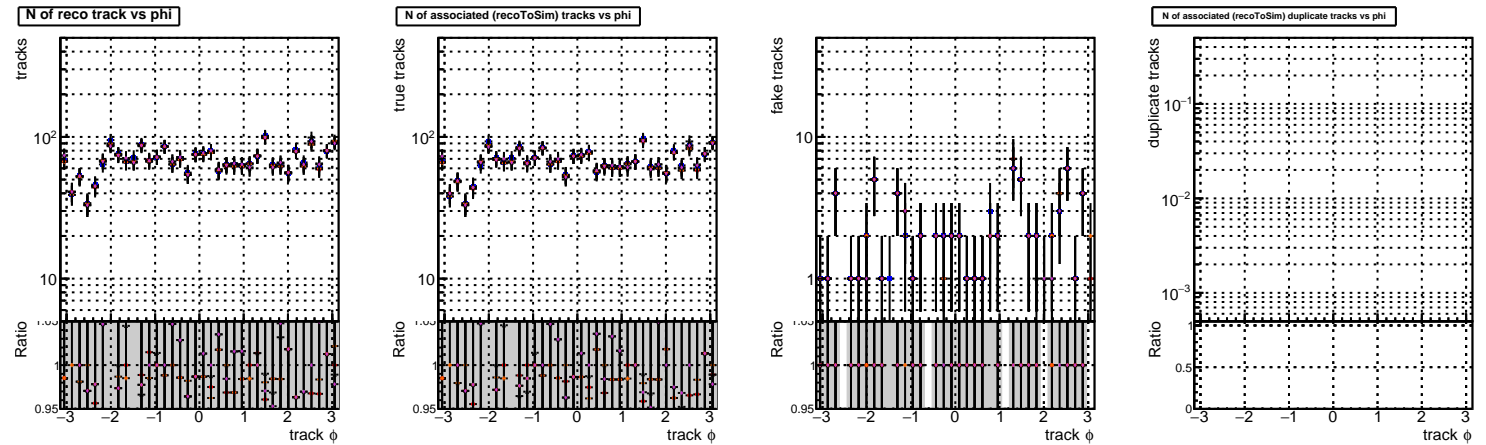 N of reco track vs phi
tracks
10²
10
Ratio
1
0.95
−3 −2 −1 0 1 2 3
track ϕ
N of associated (recoToSim) tracks vs phi
true tracks
10²
10
Ratio
1
0.95
−3 −2 −1 0 1 2 3
track ϕ
fake tracks
10
1
Ratio
1
0.95
−3 −2 −1 0 1 2 3
track ϕ
N of associated (recoToSim) duplicate tracks vs phi
duplicate tracks
10⁻¹
10⁻²
10⁻³
Ratio
1
0.5
0
−3 −2 −1 0 1 2 3
track ϕ